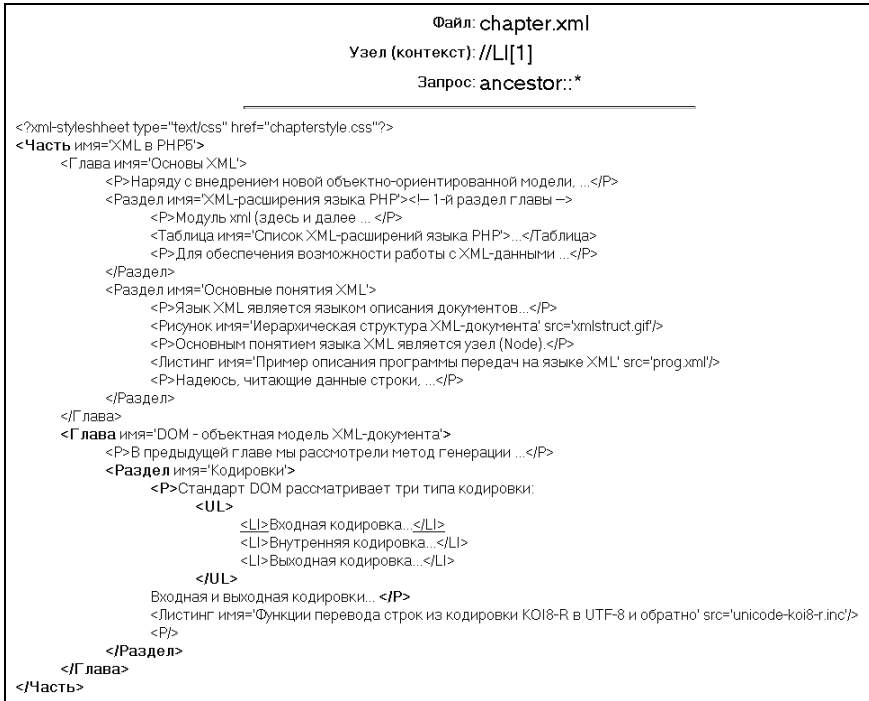 Файл: chapter.xml
Узел (контекст): //LI[1]
Запрос: ancestor::*
<?xml-styleshheet type="text/css" href="chapterstyle.css"?>
<Часть имя='XML в PHP5'>
<Глава имя='Основы XML'>
<P>Наряду с внедрением новой объектно-ориентированной модели, ...</P>
<Раздел имя='XML-расширения языка PHP'><!-- 1-й раздел главы -->
<P>Модуль xml (здесь и далее ... </P>
<Таблица имя='Список XML-расширений языка PHP'>...</Таблица>
<P>Для обеспечения возможности работы с XML-данными ...</P>
</Раздел>
<Раздел имя='Основные понятия XML'>
<P>Язык XML является языком описания документов...</P>
<Рисунок имя='Иерархическая структура XML-документа' src='xmlstruct.gif'/>
<P>Основным понятием языка XML является узел (Node).</P>
<Листинг имя='Пример описания программы передач на языке XML' src='prog.xml'/>
<P>Надеюсь, читающие данные строки, ...</P>
</Раздел>
</Глава>
<Глава имя='DOM - объектная модель XML-документа'>
<P>В предыдущей главе мы рассмотрели метод генерации ...</P>
<Раздел имя='Кодировки'>
<P>Стандарт DOM рассматривает три типа кодировки:
<UL>
<LI>Входная кодировка...</LI>
<LI>Внутренняя кодировка...</LI>
<LI>Выходная кодировка...</LI>
</UL>
Входная и выходная кодировки... </P>
<Листинг имя='Функции перевода строк из кодировки KOI8-R в UTF-8 и обратно' src='unicode-koi8-r.inc'/>
<P/>
</Раздел>
</Глава>
</Часть>